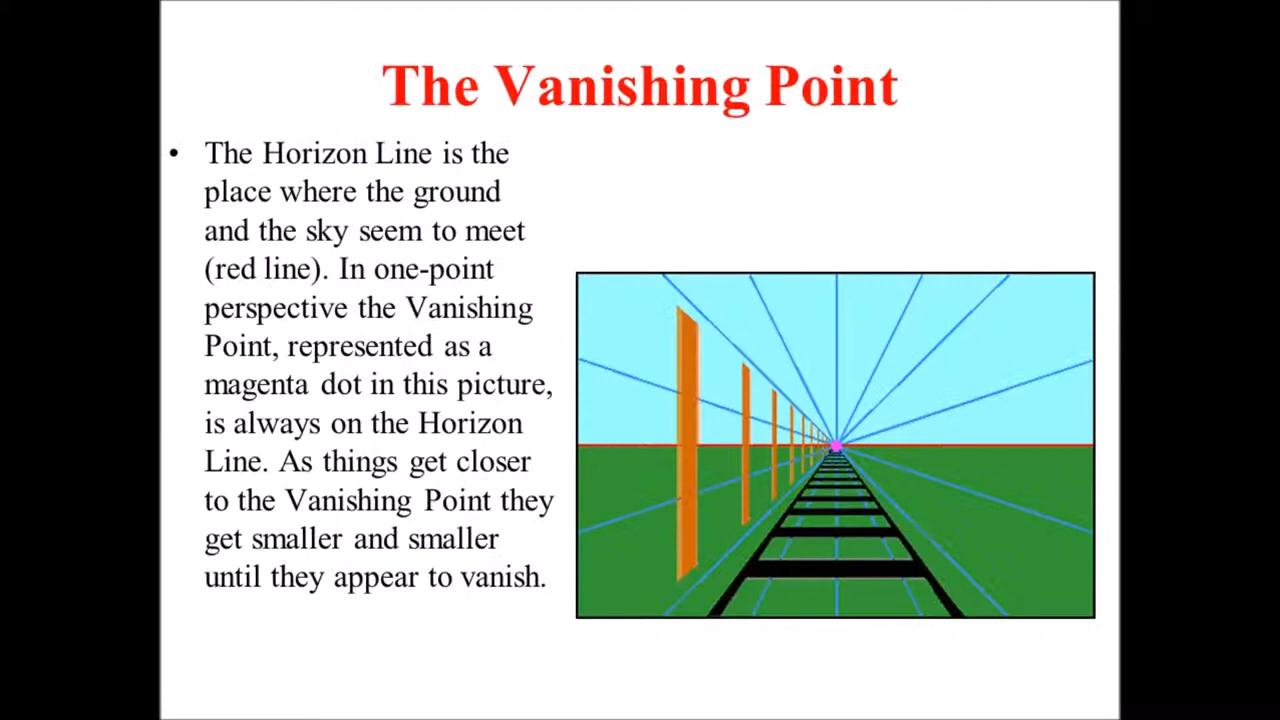 The Vanishing Point
• The Horizon Line is the
place where the ground
and the sky seem to meet
(red line). In one-point
perspective the Vanishing
Point, represented as a
magenta dot in this picture,
is always on the Horizon
Line. As things get closer
to the Vanishing Point they
get smaller and smaller
until they appear to vanish.